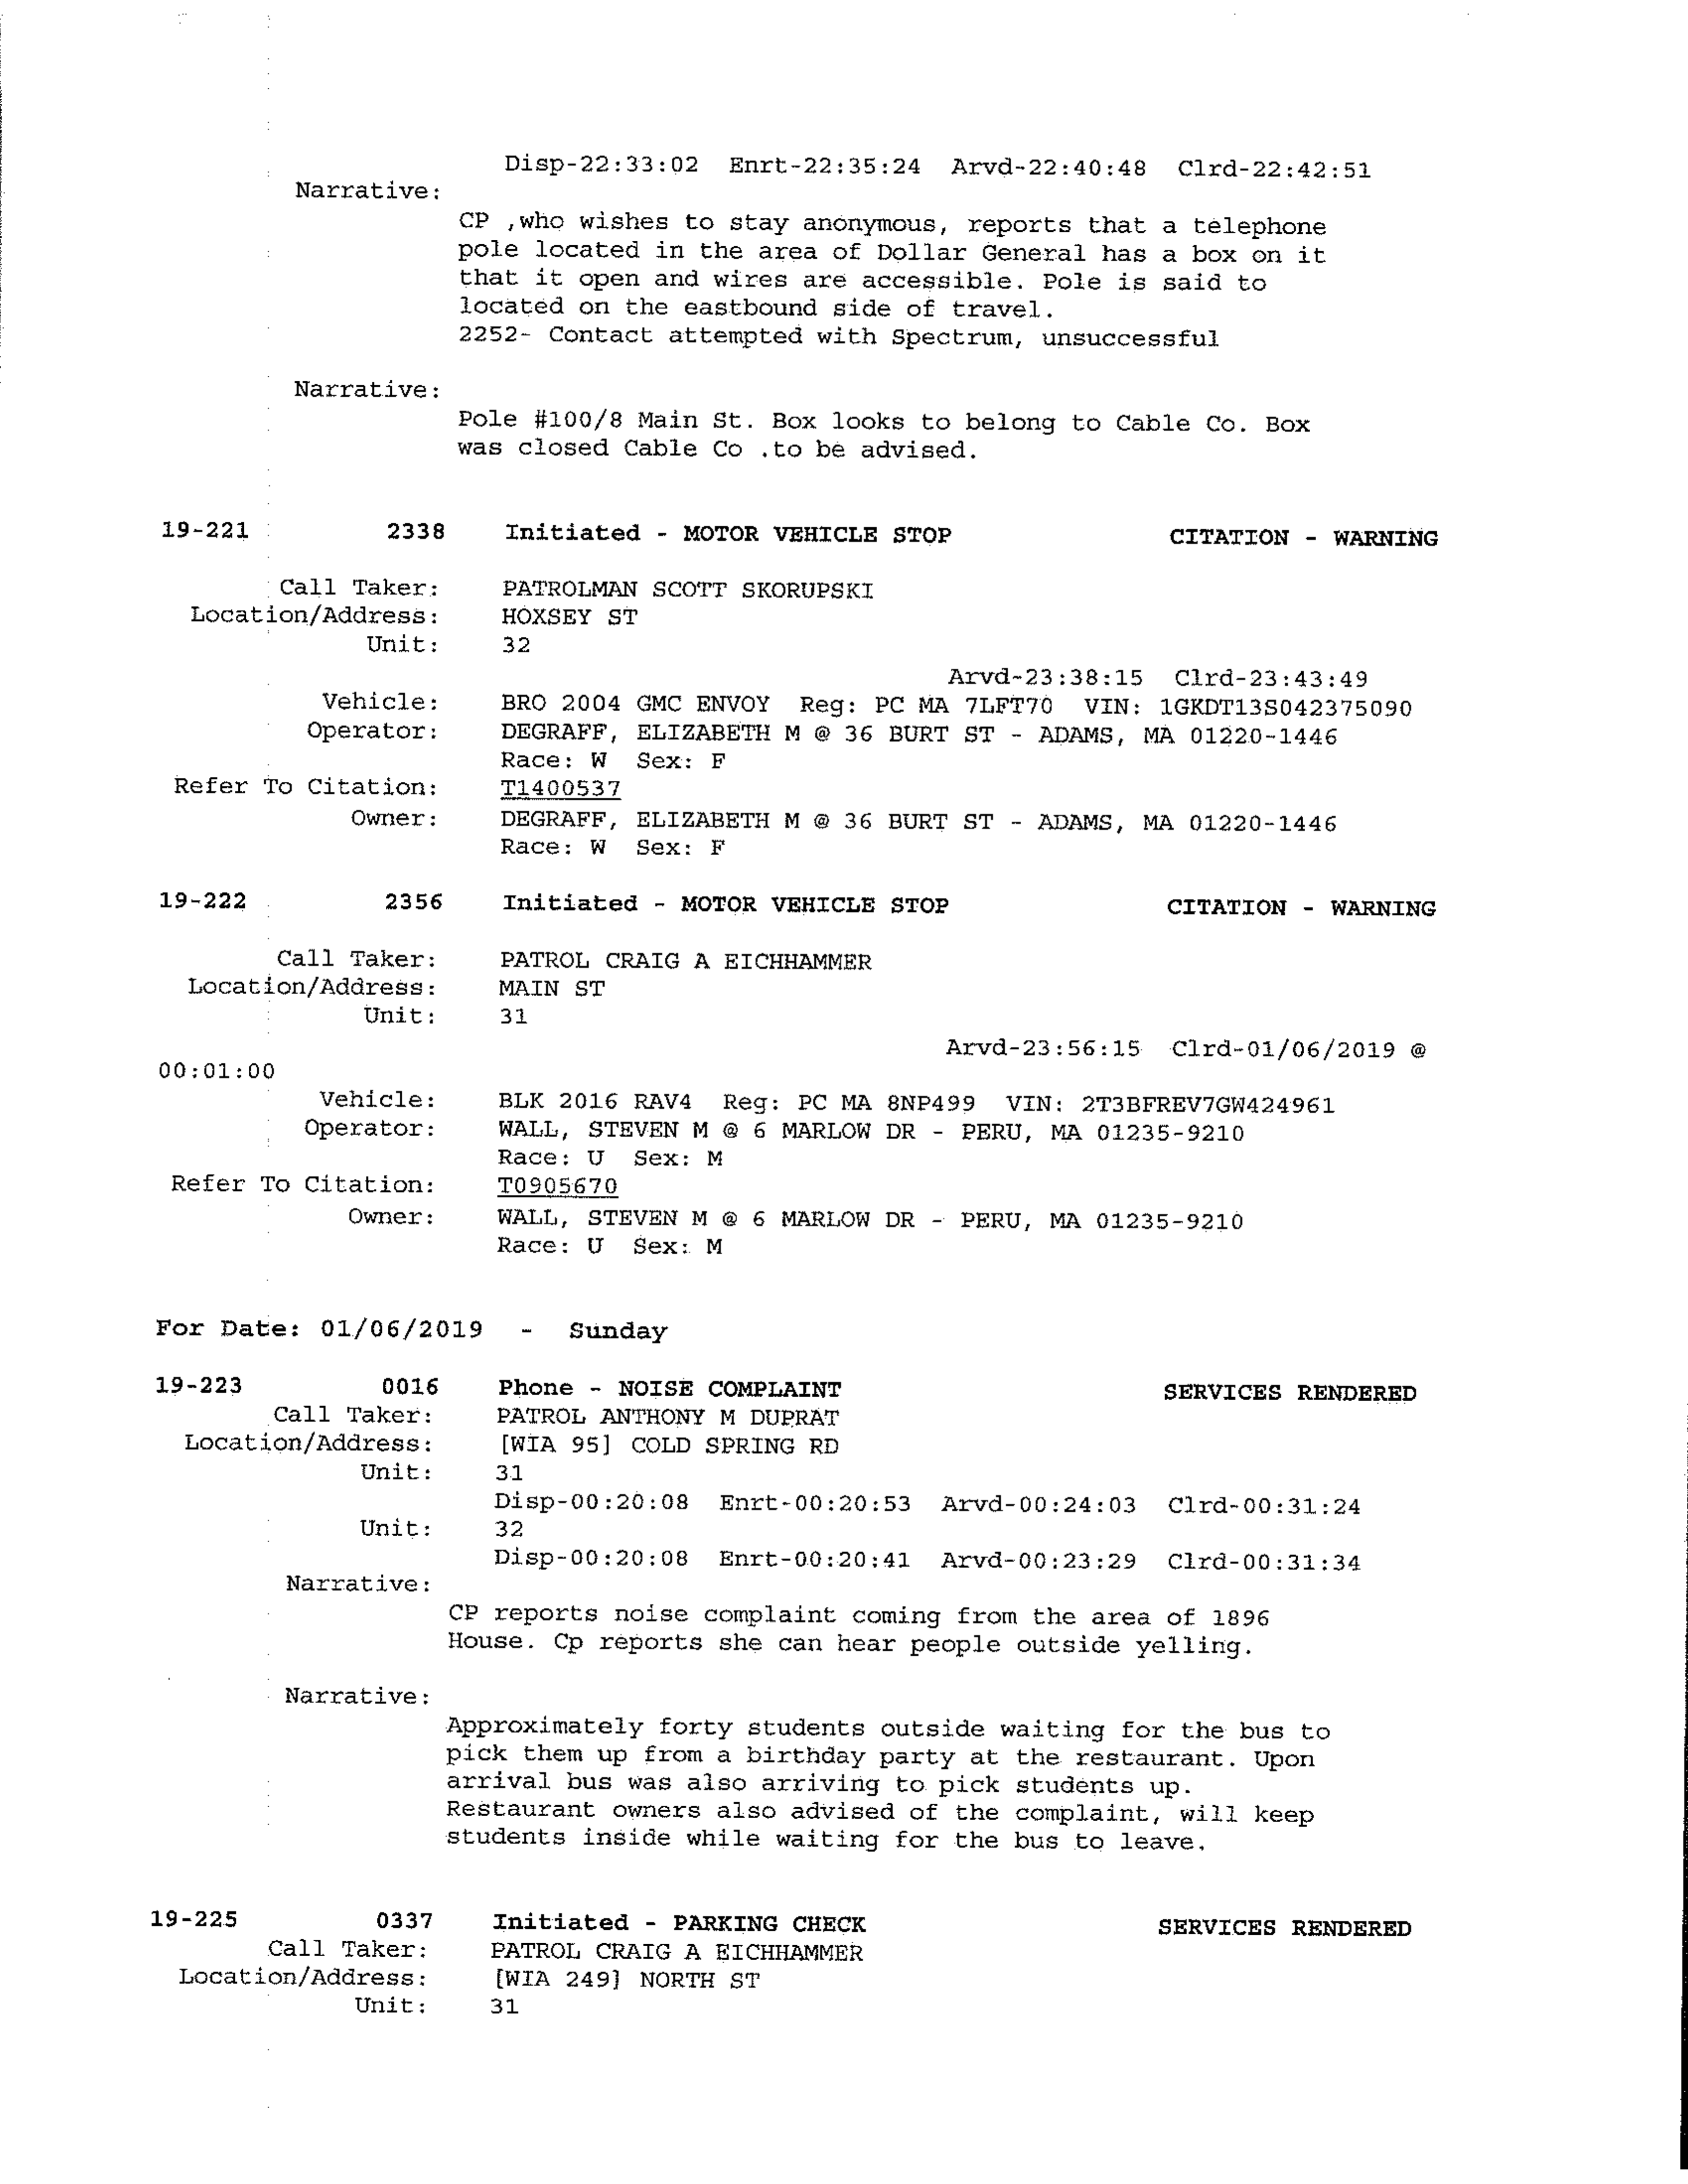 Disp-22:33:02 Enrt-22:35:24 Arvd-22:40:48 Clrd-22:42:51
Narrative:
CP ,who wishes to stay anonymous, reports that a telephone
pole located in the area of Dollar General has a box on it
that it open and wires are accessible. Pole is said to
located on the eastbound side of travel.
2252- Contact attempted with Spectrum, unsuccessful
Narrative:
Pole #100/8 Main St. Box looks to belong to Cable Co. Box
was closed Cable Co .to be advised.
19-221 2338 Initiated - MOTOR VEHICLE STOP CITATION - WARNING
Call Taker: PATROLMAN SCOTT SKORUPSKI
Location/Address: HOXSEY ST
Unit: 32
Arvd-23:38:15 Clrd-23:43:49
Vehicle: BRO 2004 GMC ENVOY Reg: PC MA 7LFT70 VIN: 1GKDT13S042375090
Operator: DEGRAFF, ELIZABETH M @ 36 BURT ST - ADAMS, MA 01220-1446
Race: W Sex: F
Refer To Citation: T1400537
Owner: DEGRAFF, ELIZABETH M @ 36 BURT ST - ADAMS, MA 01220-1446
Race: W Sex: F
19-222 2356 Initiated - MOTOR VEHICLE STOP CITATION - WARNING
Call Taker: PATROL CRAIG A EICHHAMMER
Location/Address: MAIN ST
Unit: 31
Arvd-23:56:15 Clrd-01/06/2019 @
00:01:00
Vehicle: BLK 2016 RAV4 Reg: PC MA 8NP499 VIN: 2T3BFREV7GW424961
Operator: WALL, STEVEN M @ 6 MARLOW DR - PERU, MA 01235-9210
Race: U Sex: M
Refer To Citation: T0905670
Owner: WALL, STEVEN M @ 6 MARLOW DR - PERU, MA 01235-9210
Race: U Sex: M
For Date: 01/06/2019 - Sunday
19-223 0016 Phone - NOISE COMPLAINT SERVICES RENDERED
Call Taker: PATROL ANTHONY M DUPRAT
Location/Address: [WIA 95] COLD SPRING RD
Unit: 31
Disp-00:20:08 Enrt-00:20:53 Arvd-00:24:03 Clrd-00:31:24
Unit: 32
Disp-00:20:08 Enrt-00:20:41 Arvd-00:23:29 Clrd-00:31:34
Narrative:
CP reports noise complaint coming from the area of 1896
House. Cp reports she can hear people outside yelling.
Narrative:
Approximately forty students outside waiting for the bus to
pick them up from a birthday party at the restaurant. Upon
arrival bus was also arriving to pick students up.
Restaurant owners also advised of the complaint, will keep
students inside while waiting for the bus to leave.
19-225 0337 Initiated - PARKING CHECK SERVICES RENDERED
Call Taker: PATROL CRAIG A EICHHAMMER
Location/Address: [WIA 249] NORTH ST
Unit: 31